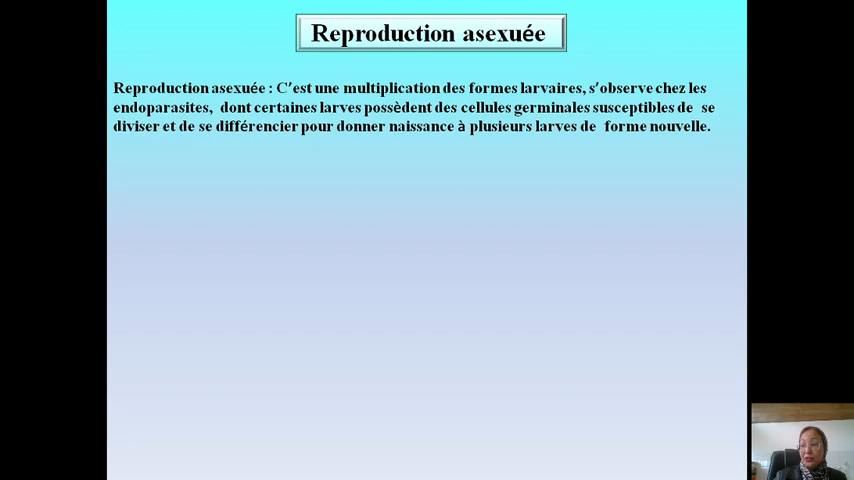 Reproduction asexuée
Reproduction asexuée : C’est une multiplication des formes larvaires, s’observe chez les
endoparasites, dont certaines larves possèdent des cellules germinales susceptibles de se
diviser et de se différencier pour donner naissance à plusieurs larves de forme nouvelle.